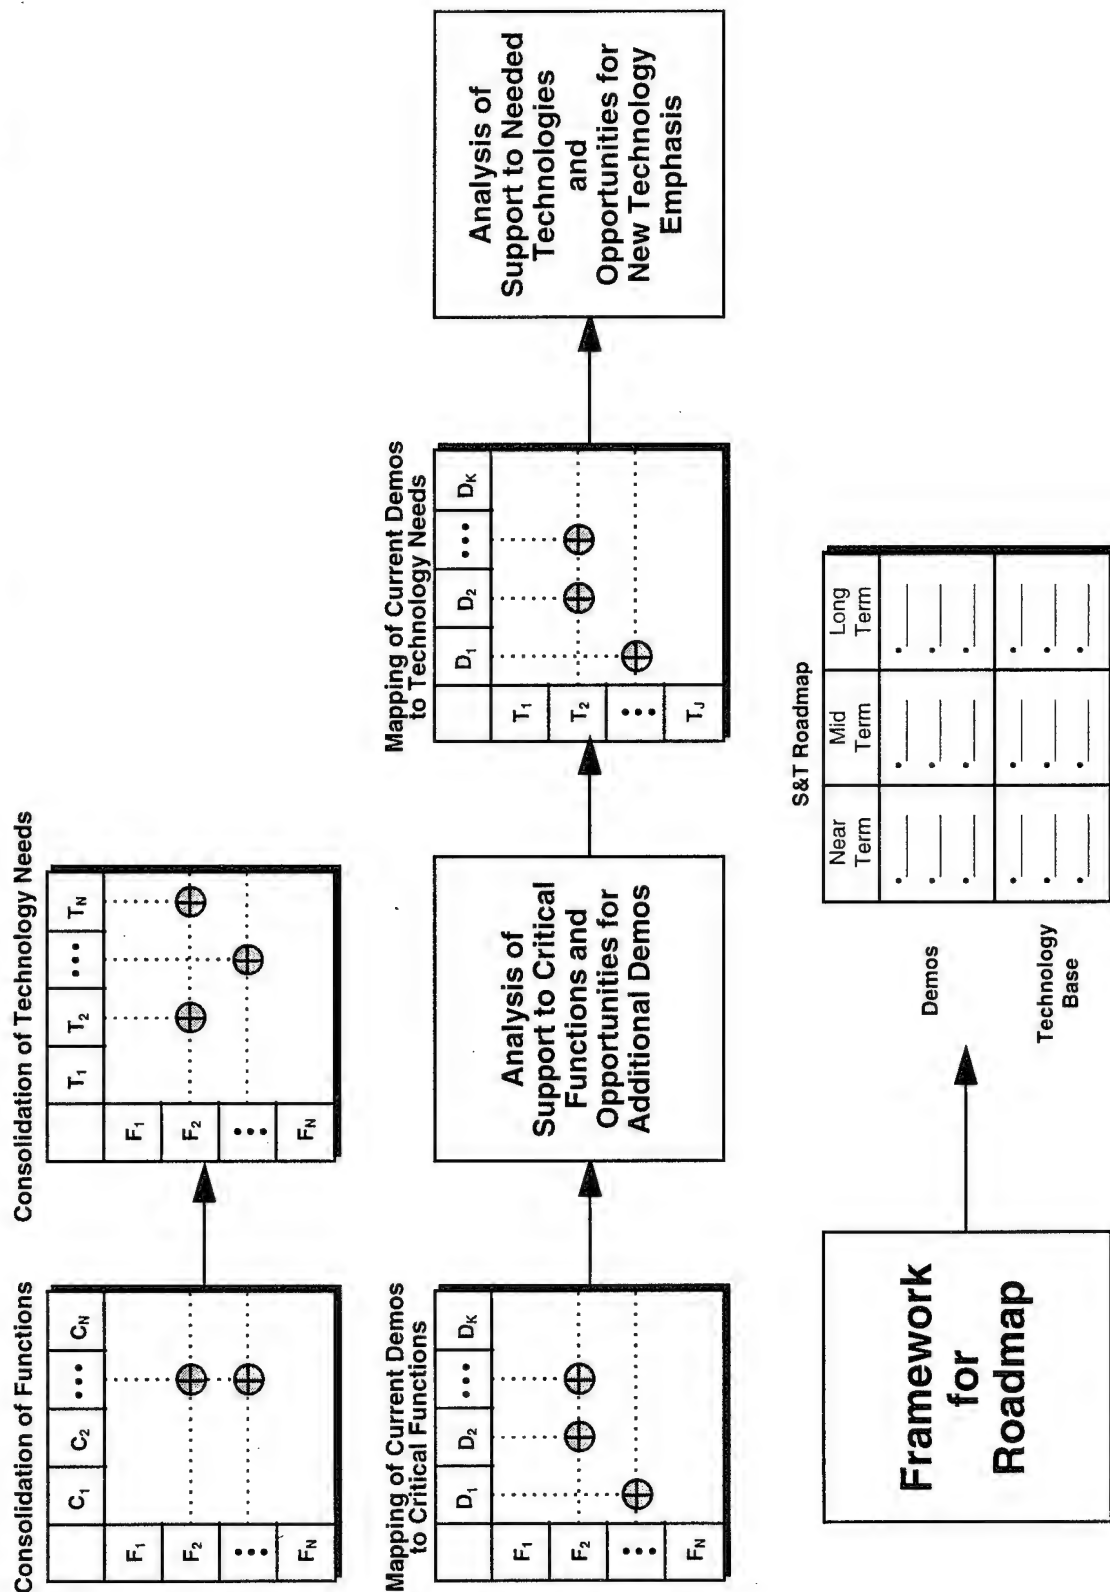 Consolidation of Functions
C1 C2 ••• CN
F1
F2
•••
FN
Consolidation of Technology Needs
T1 T2 ••• TN
F1
F2
•••
FN
Mapping of Current Demos
to Critical Functions
D1 D2 ••• DK
F1
F2
•••
FN
Analysis of
Support to Critical
Functions and
Opportunities for
Additional Demos
Mapping of Current Demos
to Technology Needs
D1 D2 ••• DK
T1
T2
•••
TJ
Analysis of
Support to Needed
Technologies
and
Opportunities for
New Technology
Emphasis
Framework
for
Roadmap
S&T Roadmap
Near
Term
Mid
Term
Long
Term
Demos
Technology
Base